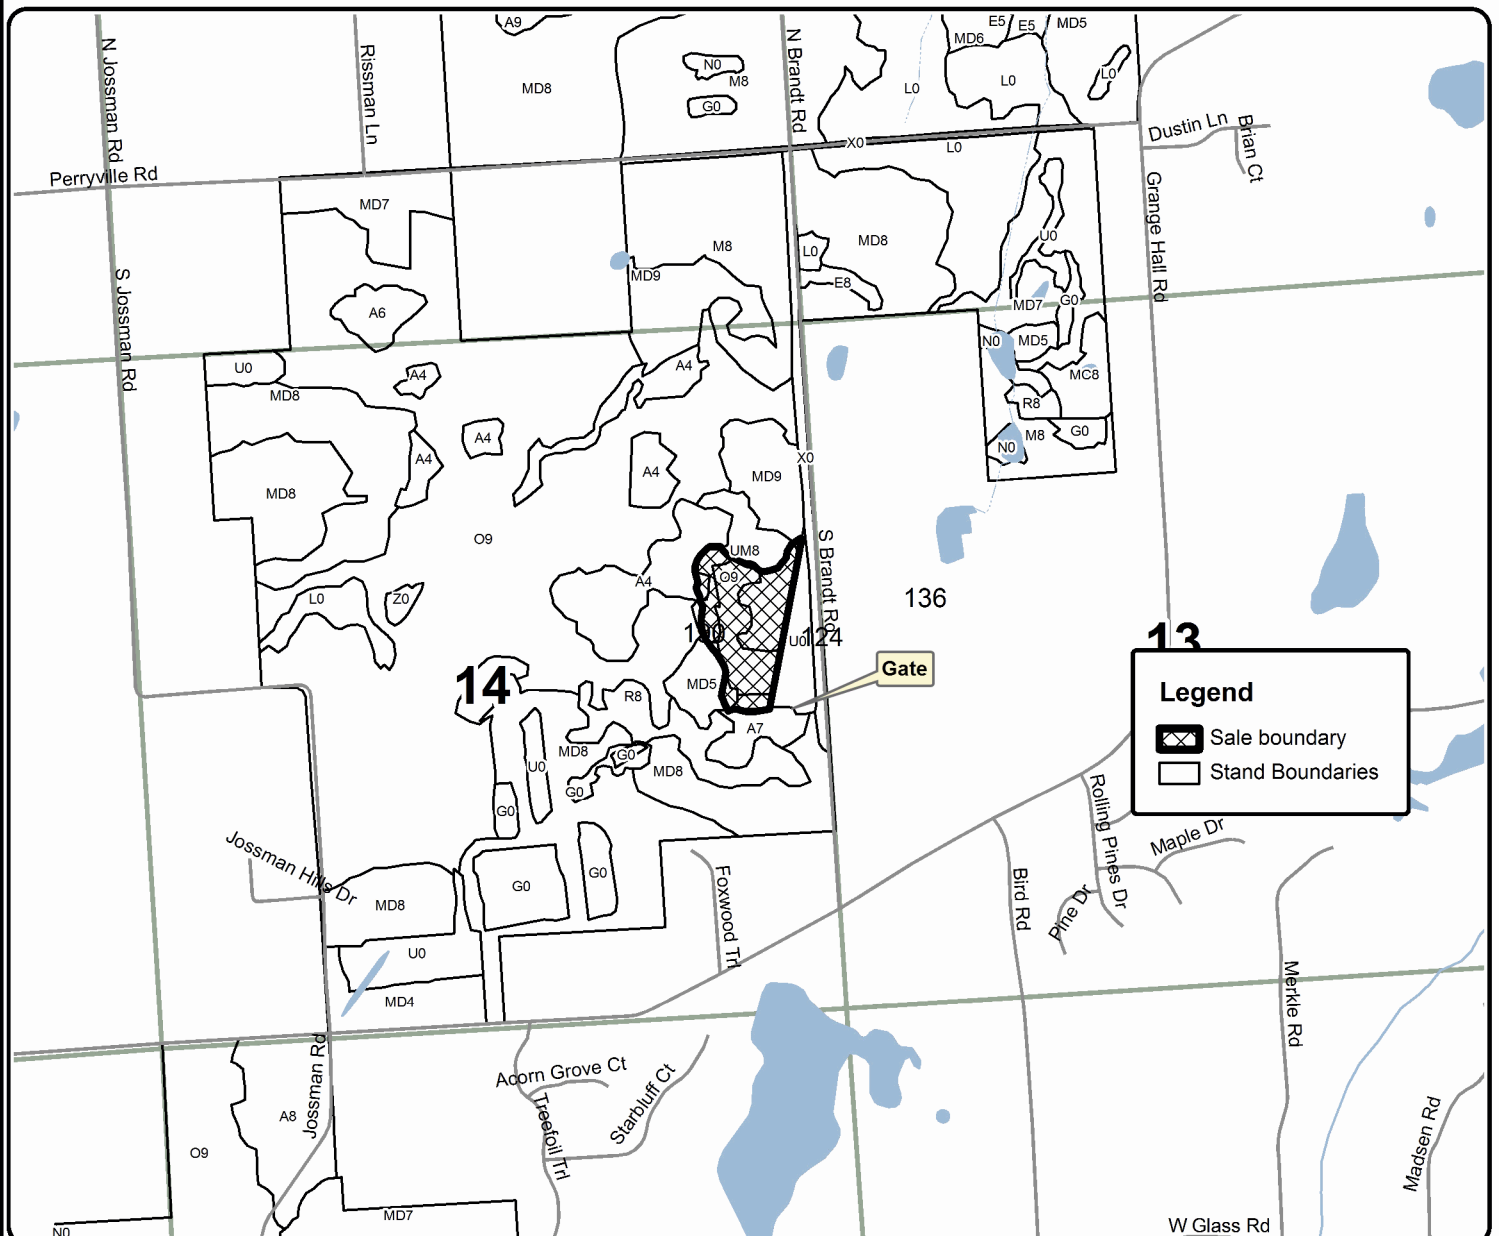 A9
E5
E5
MD5
MD6
N Jossman Rd
Rissman Ln
N Brandt Rd
N0
M8
MD8
L0
L0
L0
G0
Dustin Ln
Brian Ct
X0
L0
Perryville Rd
MD7
Grange Hall Rd
U0
M8
MD8
L0
MD9
E8
S Jossman Rd
MD7
G0
A6
N0
MD5
U0
A4
A4
MC8
MD8
R8
A4
A4
M8
G0
N0
X0
A4
MD9
MD8
O9
S Brandt Rd
UM8
O9
A4
L0
Z0
136
U0
124
13
14
MD5
Gate
R8
A7
Legend
Sale boundary
Stand Boundaries
MD8
G0
U0
MD8
G0
G0
Rolling Pines Dr
Maple Dr
Jossman Hills Dr
G0
G0
Foxwood Trl
Bird Rd
Pine Dr
MD8
U0
MD4
Merkle Rd
Jossman Rd
Acorn Grove Ct
Starbluff Ct
Treefoil Trl
A8
O9
Madsen Rd
MD7
N0
W Glass Rd